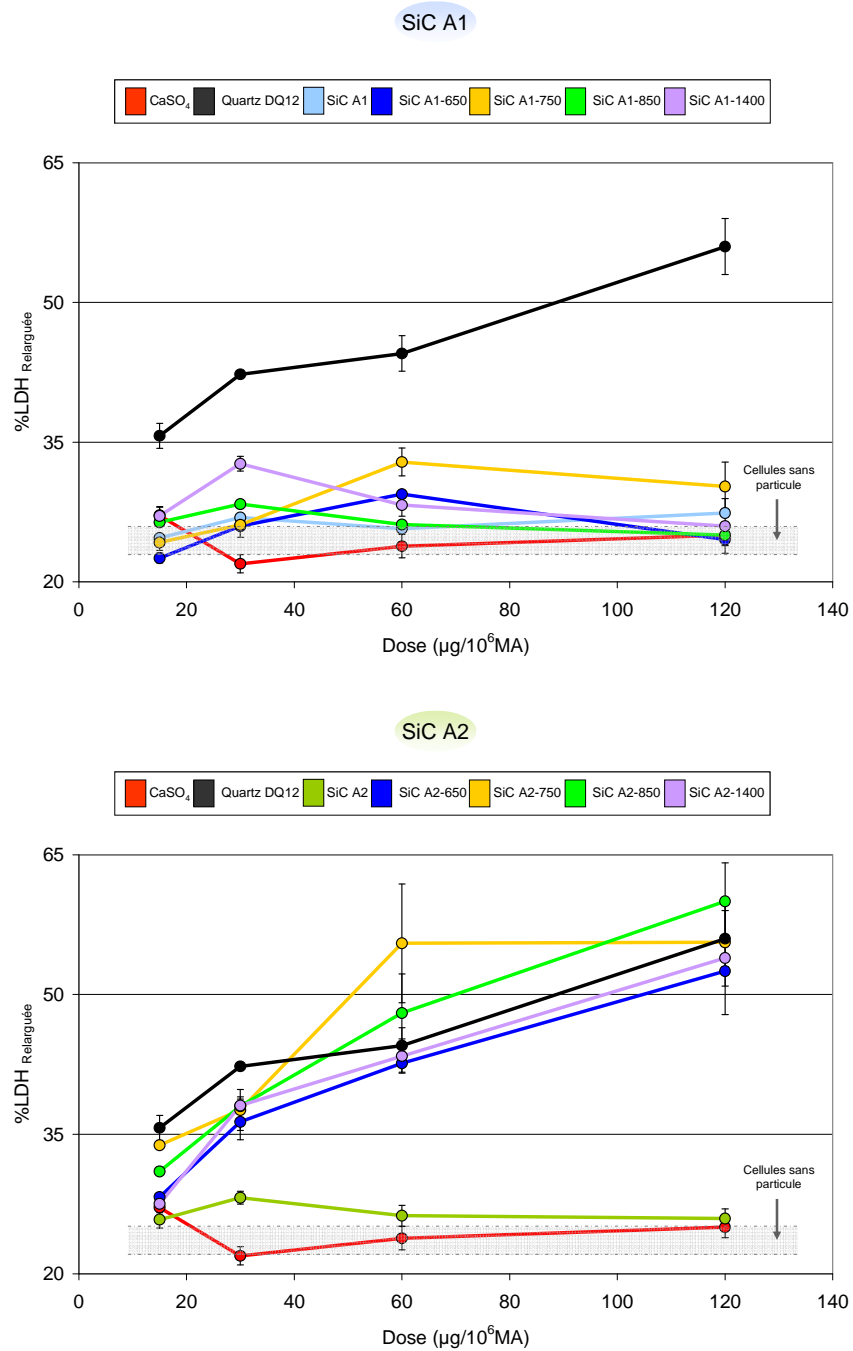 SiC A1
CaSO4 Quartz DQ12 SiC A1 SiC A1-650 SiC A1-750 SiC A1-850 SiC A1-1400
65
50
35
20
%LDH Relarguée
Cellules sans
particule
0 20 40 60 80 100 120 140
Dose (µg/10⁶MA)
SiC A2
CaSO4 Quartz DQ12 SiC A2 SiC A2-650 SiC A2-750 SiC A2-850 SiC A2-1400
65
50
35
20
%LDH Relarguée
Cellules sans
particule
0 20 40 60 80 100 120 140
Dose (µg/10⁶MA)